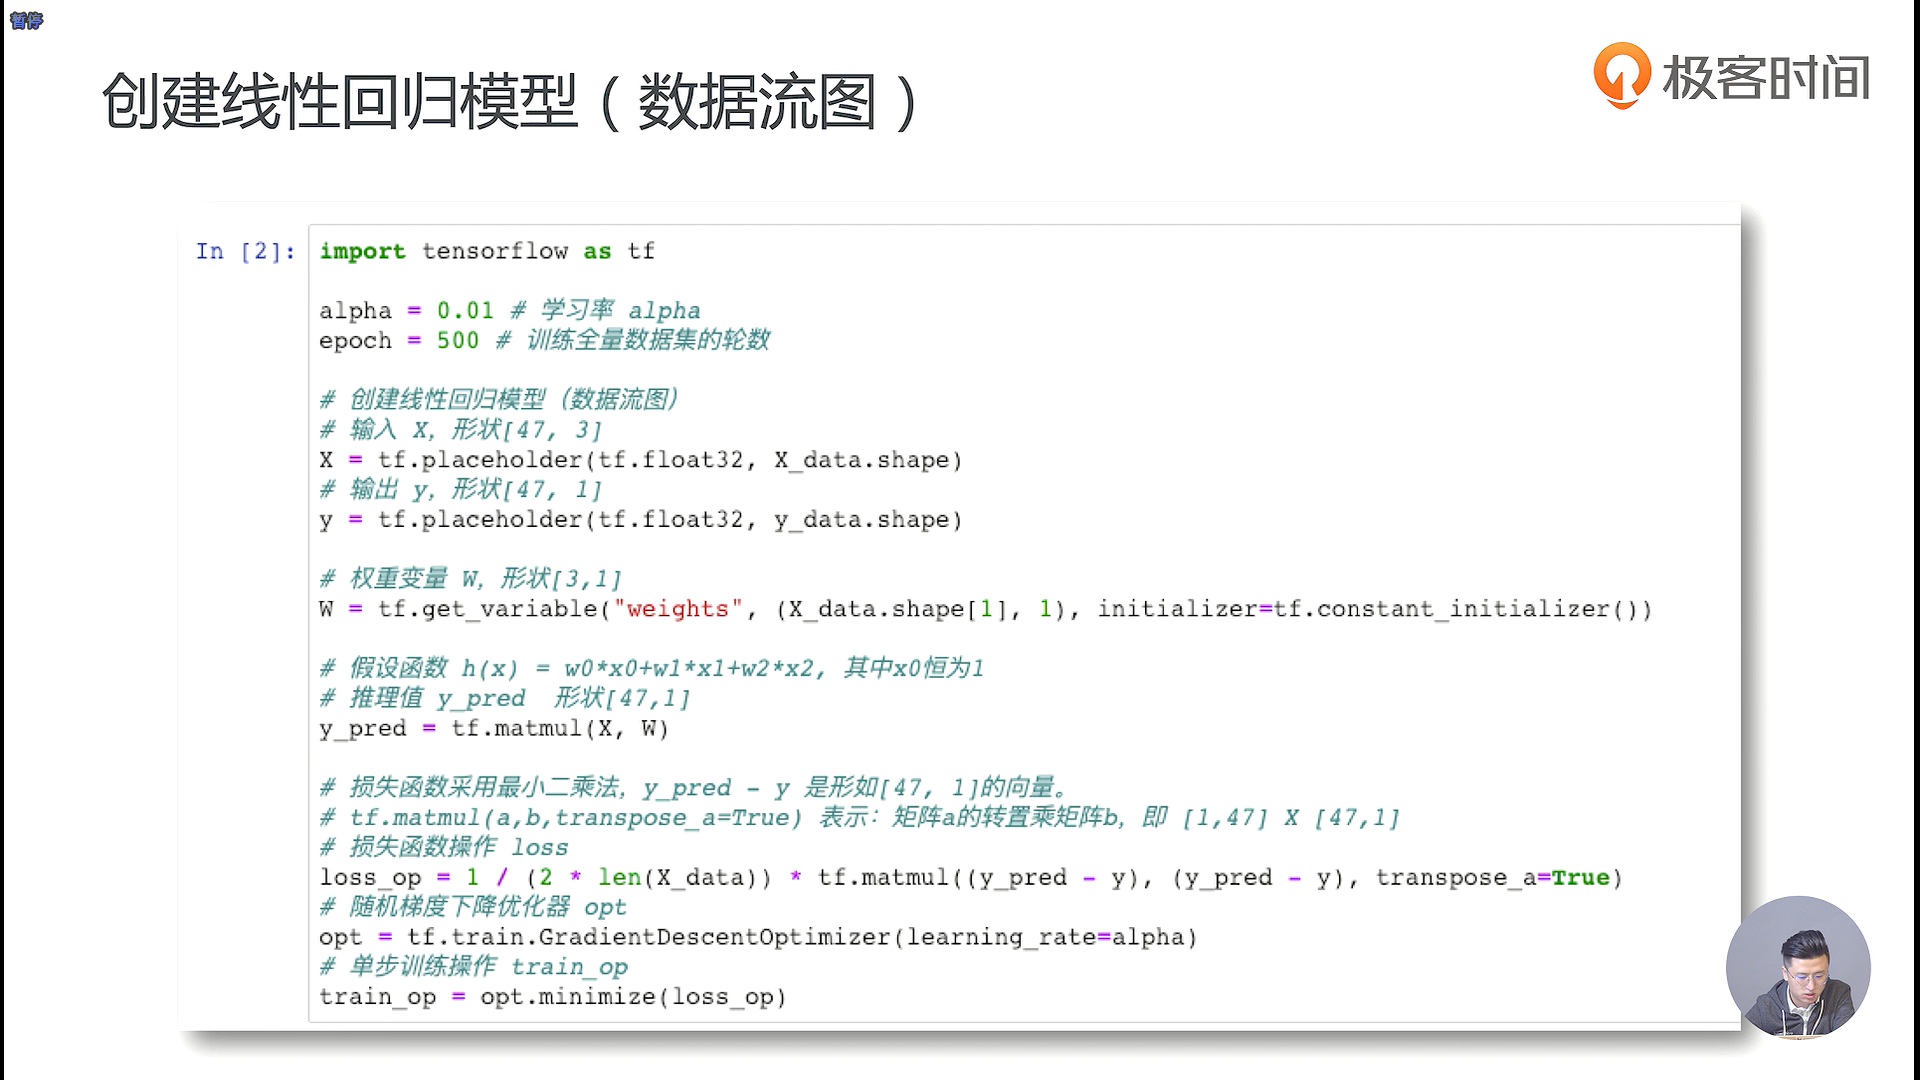 暂停
创建线性回归模型（数据流图）
极客时间
In [2]:
import tensorflow as tf
alpha = 0.01 # 学习率 alpha
epoch = 500 # 训练全量数据集的轮数
# 创建线性回归模型（数据流图）
# 输入 X，形状[47, 3]
X = tf.placeholder(tf.float32, X_data.shape)
# 输出 y，形状[47, 1]
y = tf.placeholder(tf.float32, y_data.shape)
# 权重变量 W，形状[3,1]
W = tf.get_variable("weights", (X_data.shape[1], 1), initializer=tf.constant_initializer())
# 假设函数 h(x) = w0*x0+w1*x1+w2*x2, 其中x0恒为1
# 推理值 y_pred  形状[47,1]
y_pred = tf.matmul(X, W)
# 损失函数采用最小二乘法，y_pred - y 是形如[47, 1]的向量。
# tf.matmul(a,b,transpose_a=True) 表示：矩阵a的转置乘矩阵b，即 [1,47] X [47,1]
# 损失函数操作 loss
loss_op = 1 / (2 * len(X_data)) * tf.matmul((y_pred - y), (y_pred - y), transpose_a=True)
# 随机梯度下降优化器 opt
opt = tf.train.GradientDescentOptimizer(learning_rate=alpha)
# 单步训练操作 train_op
train_op = opt.minimize(loss_op)